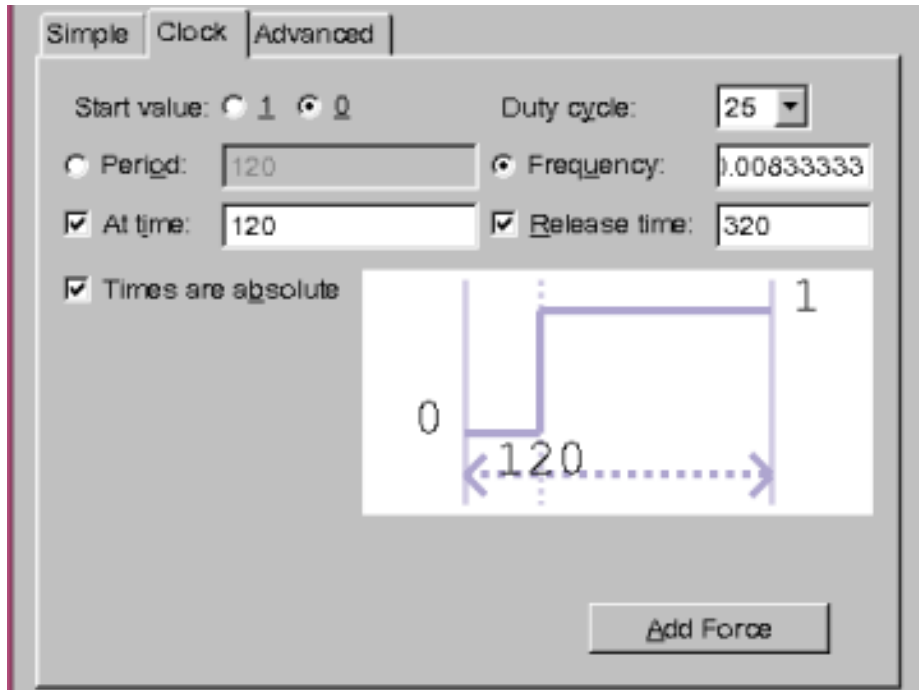 Simple Clock Advanced
Start value: 1 0 Duty cycle: 25
Period: 120 Frequency: 0.00833333
At time: 120 Release time: 320
Times are absolute
1
0
120
Add Force